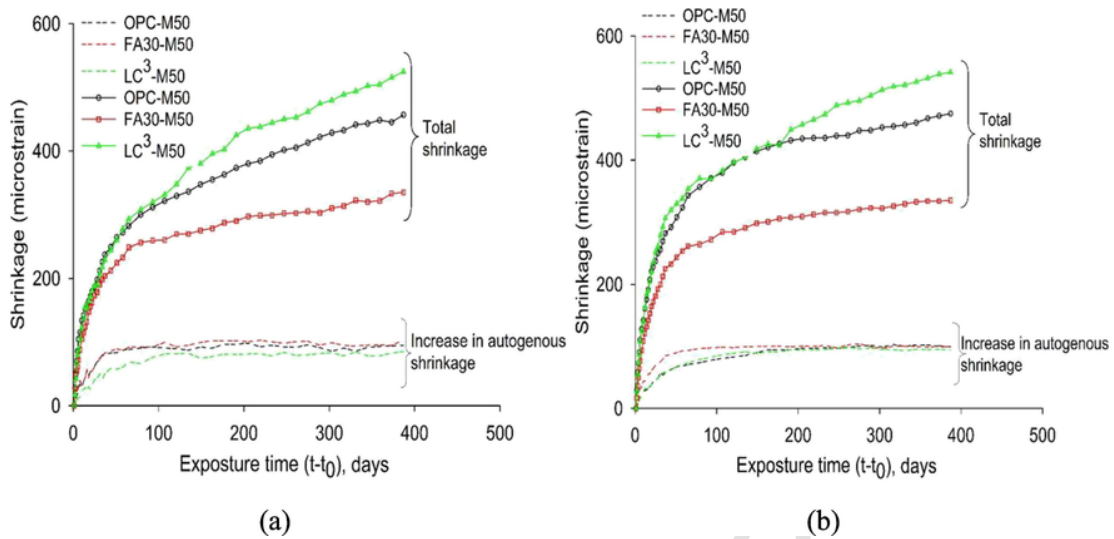 600
400
200
0
Shrinkage (microstrain)
OPC-M50
FA30-M50
LC³-M50
OPC-M50
FA30-M50
LC³-M50
Total
shrinkage
Increase in autogenous
shrinkage
0 100 200 300 400 500
Exposture time (t-t₀), days
(a)
600
400
200
0
Shrinkage (microstrain)
OPC-M50
FA30-M50
LC³-M50
OPC-M50
FA30-M50
LC³-M50
Total
shrinkage
Increase in autogenous
shrinkage
0 100 200 300 400 500
Exposture time (t-t₀), days
(b)